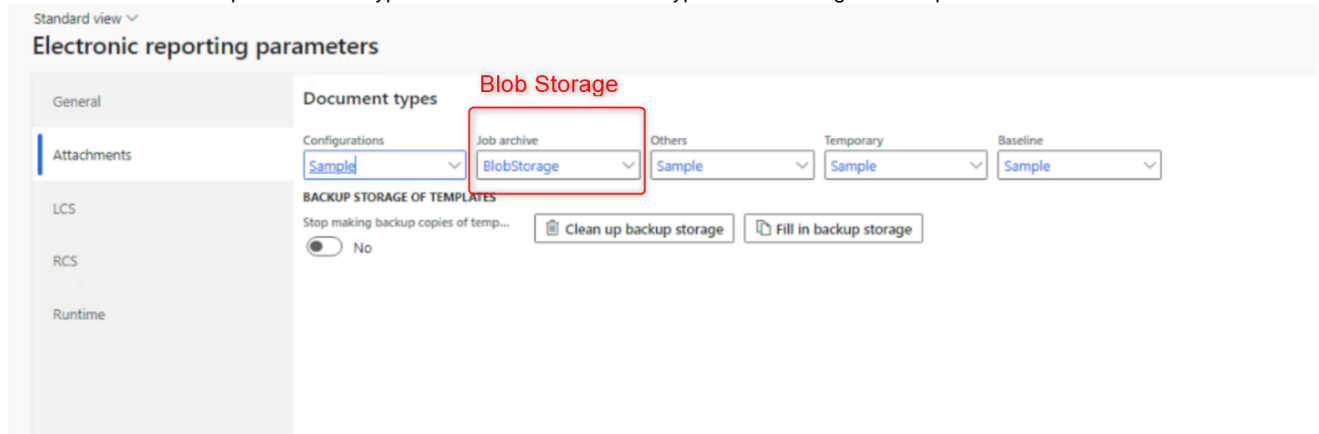 Standard view
Electronic reporting parameters
Blob Storage
General
Attachments
LCS
RCS
Runtime
Document types
Configurations Job archive Others Temporary Baseline
Sample BlobStorage Sample Sample Sample
BACKUP STORAGE OF TEMPLATES
Stop making backup copies of temp...
No
Clean up backup storage Fill in backup storage